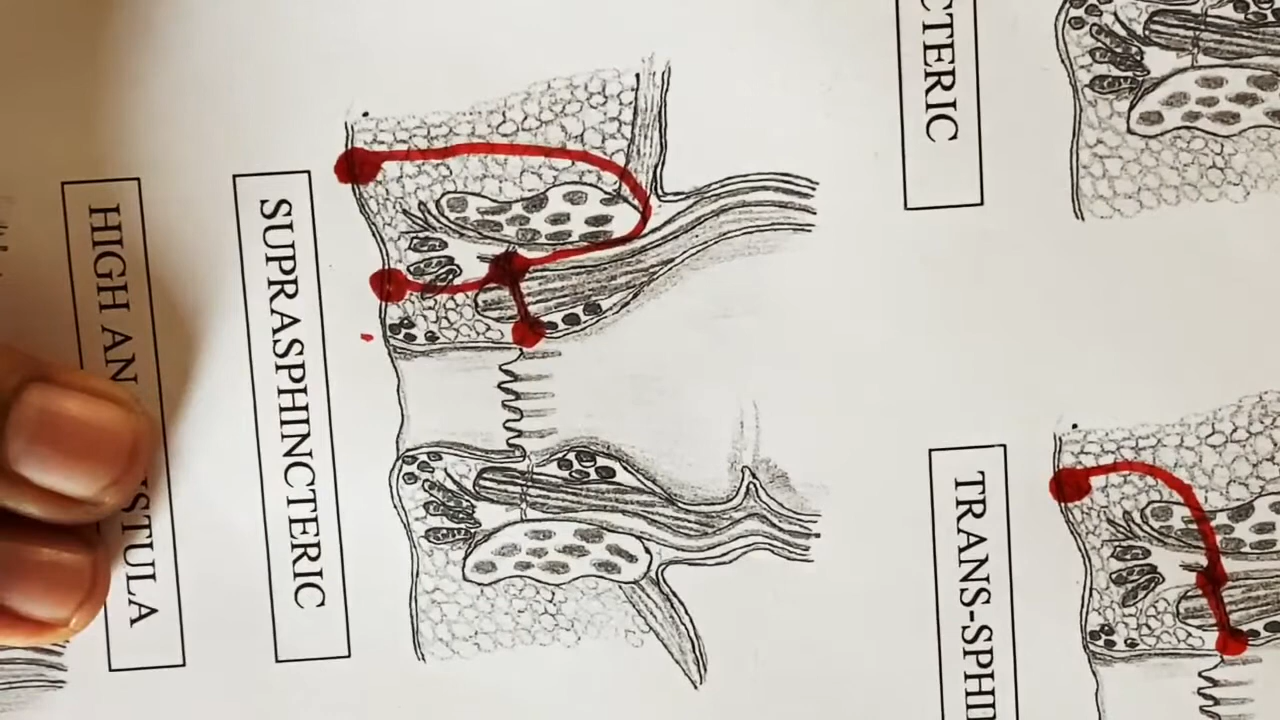 HIGH AN
STULA
SUPRASPHINCTERIC
CTERIC
TRANS-SPHI